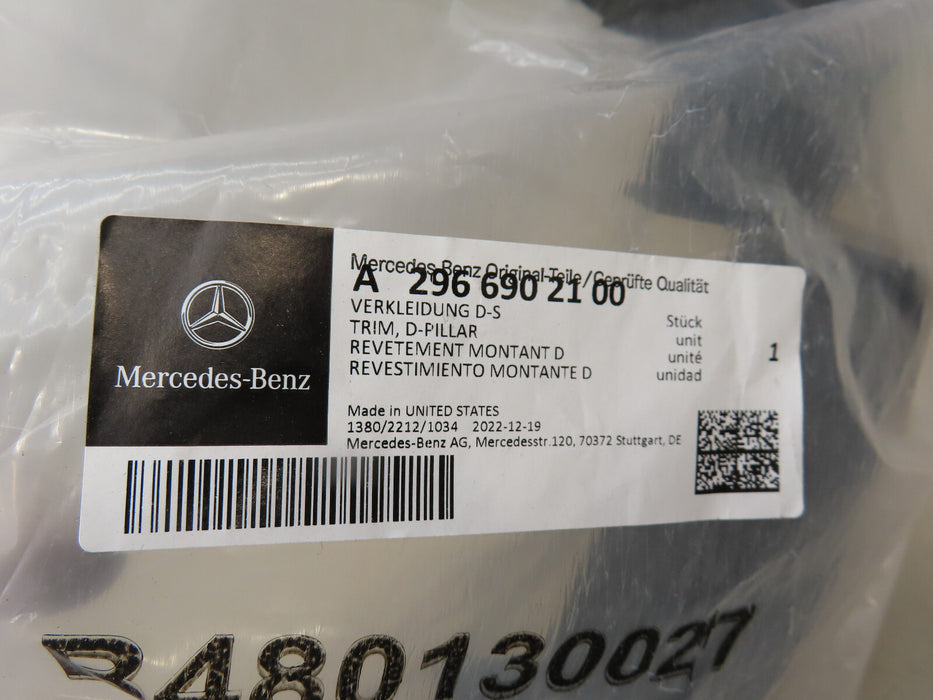 Mercedes-Benz
Mercedes-Benz Original-Teile/Geprüfte Qualität
A 296 690 21 00
VERKLEIDUNG D-S
TRIM, D-PILLAR
REVETEMENT MONTANT D
REVESTIMIENTO MONTANTE D
Stück
unit
unité
unidad
1
Made in UNITED STATES
1380/2212/1034 2022-12-19
Mercedes-Benz AG, Mercedesstr.120, 70372 Stuttgart, DE
B480130027